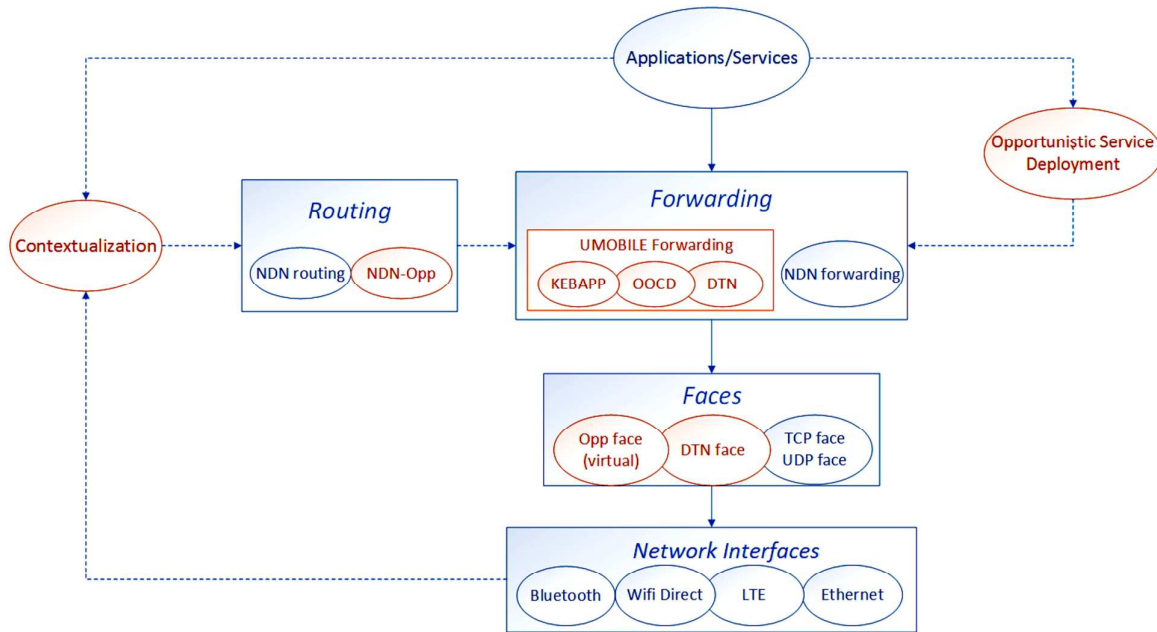 Applications/Services
Opportunistic Service
Deployment
Contextualization
Routing
NDN routing
NDN-Opp
Forwarding
UMOBILE Forwarding
KEBAPP
OOCD
DTN
NDN forwarding
Faces
Opp face
(virtual)
DTN face
TCP face
UDP face
Network Interfaces
Bluetooth
Wifi Direct
LTE
Ethernet